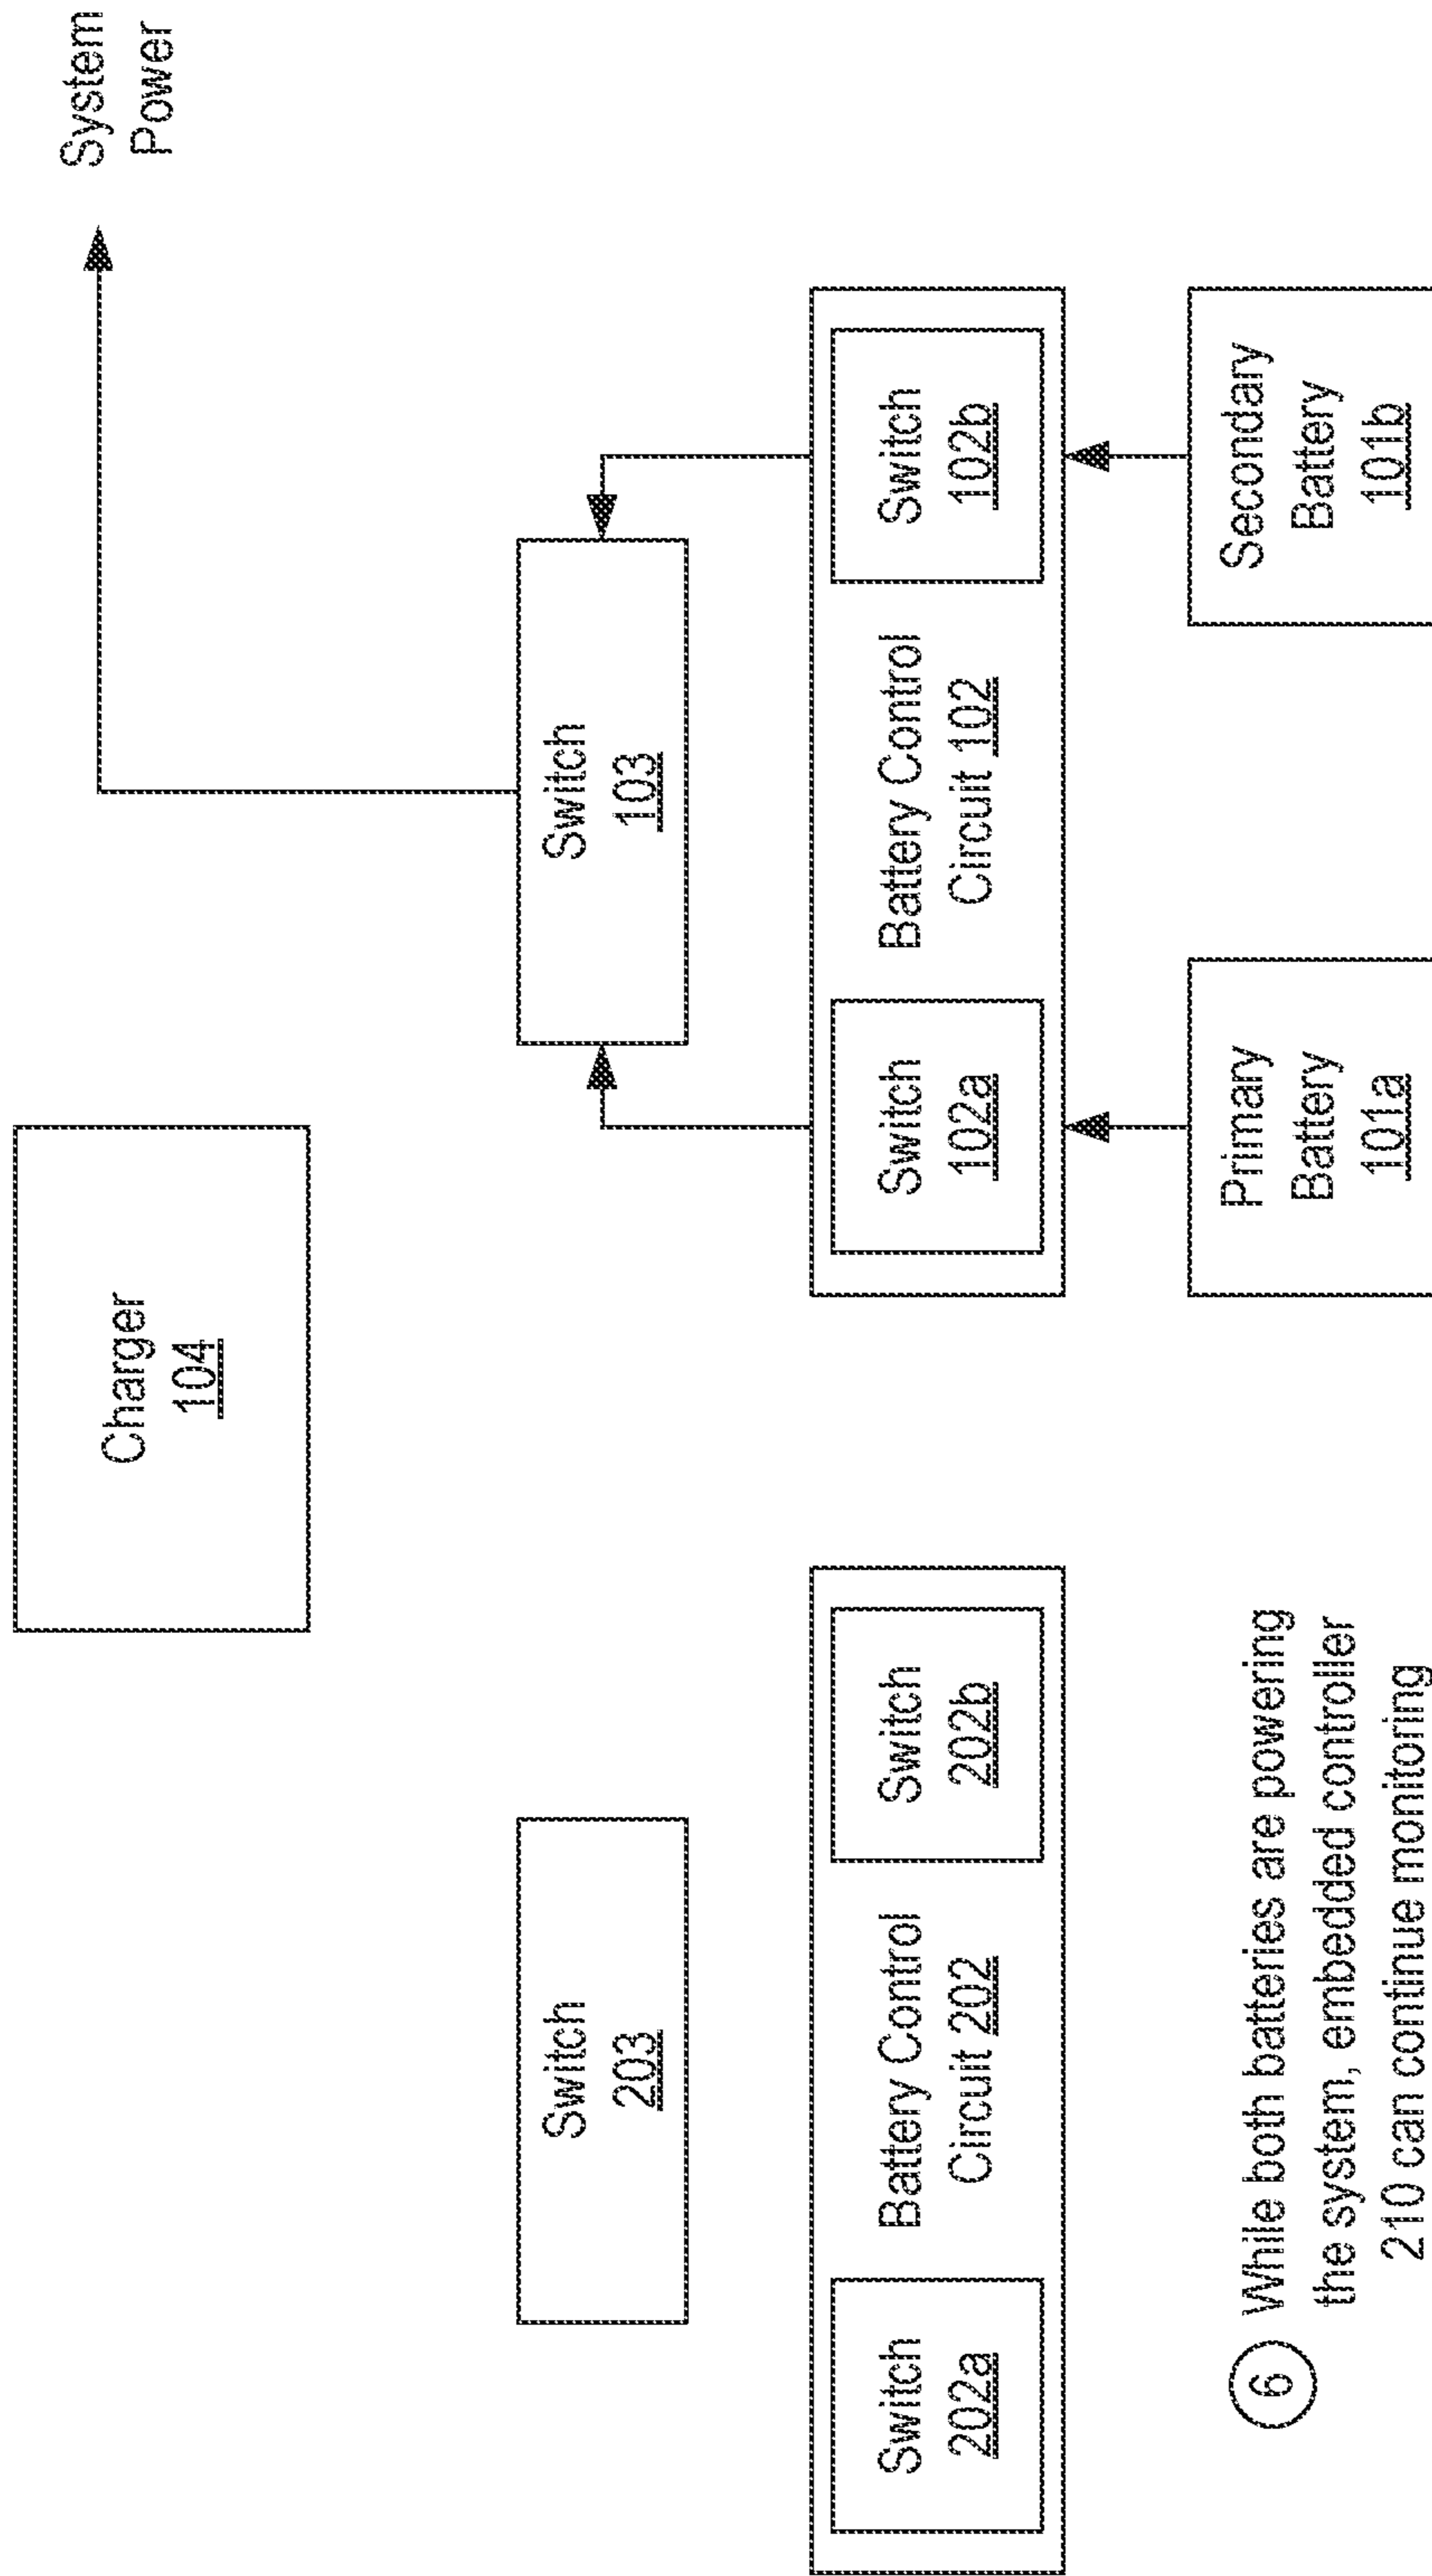 System
Power
Charger
104
Switch
203
Switch
103
Switch
202a
Battery Control
Circuit 202
Switch
202b
Switch
102a
Battery Control
Circuit 102
Switch
102b
6
While both batteries are powering
the system, embedded controller
210 can continue monitoring
Primary
Battery
101a
Secondary
Battery
101b